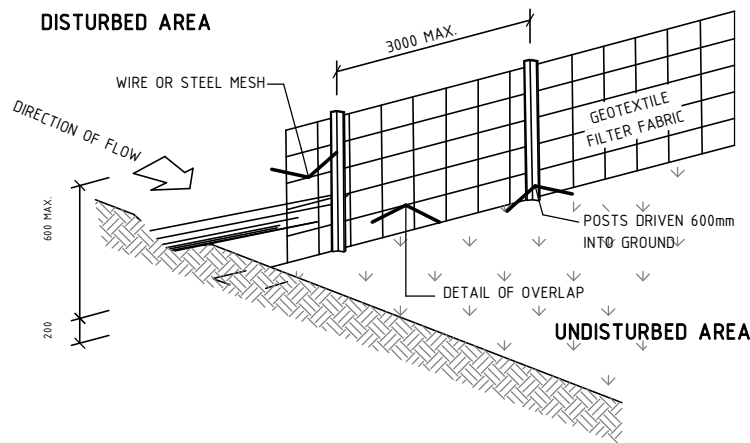 DISTURBED AREA
3000 MAX.
WIRE OR STEEL MESH
GEOTEXTILE
FILTER FABRIC
DIRECTION OF FLOW
600 MAX.
POSTS DRIVEN 600mm
INTO GROUND
DETAIL OF OVERLAP
200
UNDISTURBED AREA